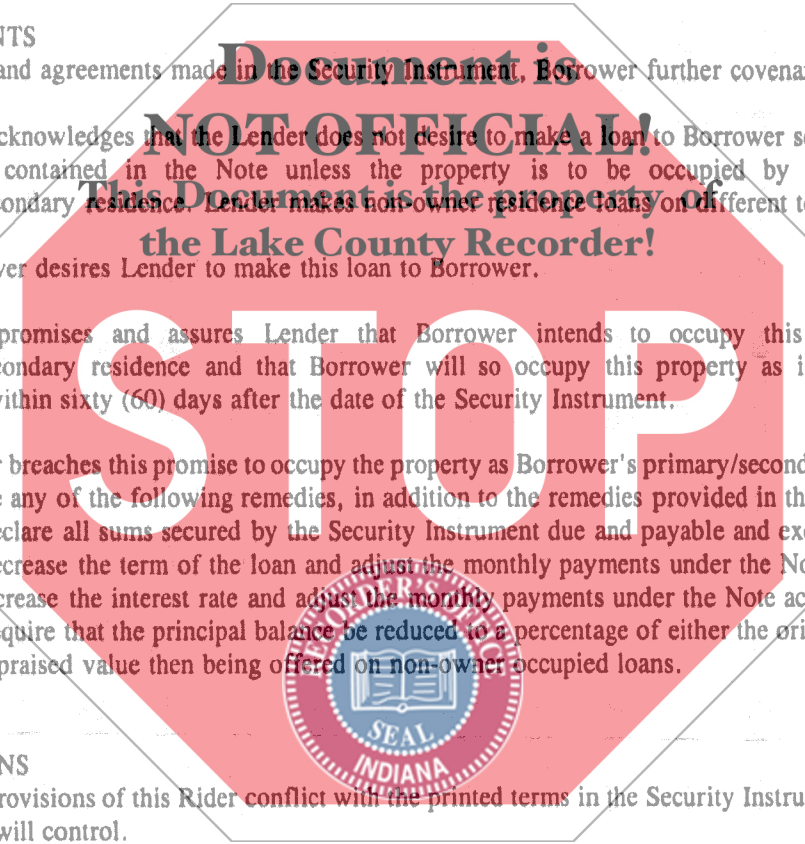 NTS
and agreements made in the Security Instrument, Borrower further covenan
Document is
cknowledges that the Lender does not desire to make a loan to Borrower se
NOT OFFICIAL!
contained in the Note unless the property is to be occupied by
This Document is the property of
condary residence. Lender makes non-owner residence loans on different te
the Lake County Recorder!
er desires Lender to make this loan to Borrower.
promises and assures Lender that Borrower intends to occupy this
condary residence and that Borrower will so occupy this property as i
ithin sixty (60) days after the date of the Security Instrument.
STOP
r breaches this promise to occupy the property as Borrower's primary/second
e any of the following remedies, in addition to the remedies provided in th
eclare all sums secured by the Security Instrument due and payable and ex
ecrease the term of the loan and adjust the monthly payments under the No
crease the interest rate and adjust the monthly payments under the Note ac
quire that the principal balance be reduced to a percentage of either the ori
praised value then being offered on non-owner occupied loans.
RECORDER'S OFFICE
SEAL
INDIANA
NS
rovisions of this Rider conflict with the printed terms in the Security Instru
will control.